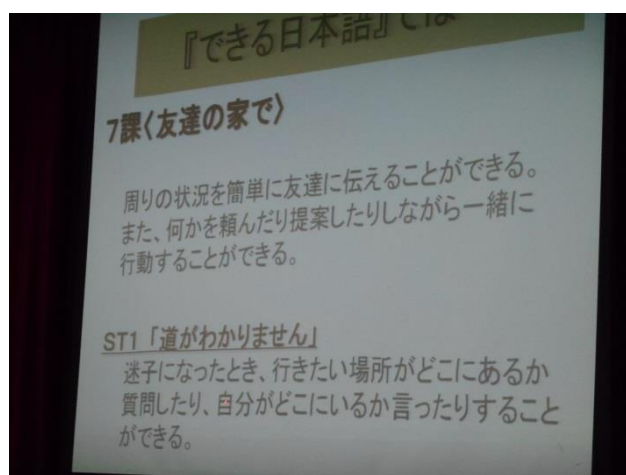 『できる日本語』では
7課〈友達の家で〉
周りの状況を簡単に友達に伝えることができる。
また、何かを頼んだり提案したりしながら一緒に
行動することができる。
ST1「道がわかりません」
迷子になったとき、行きたい場所がどこにあるか
質問したり、自分がどこにいるか言ったりすること
ができる。